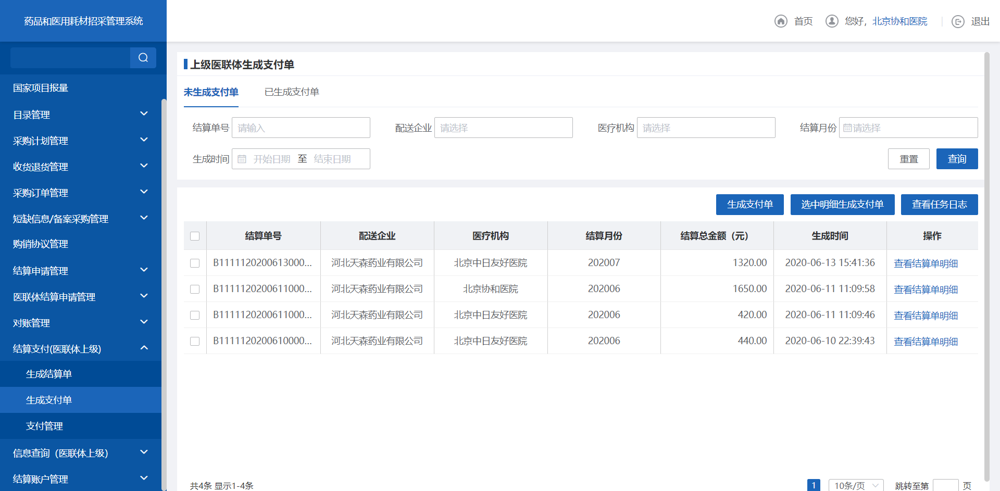 药品和医用耗材招采管理系统
首页
您好，北京协和医院
退出
国家项目报量
目录管理
采购计划管理
收货退货管理
采购订单管理
短缺信息/备案采购管理
购销协议管理
结算申请管理
医联体结算申请管理
对账管理
结算支付(医联体上级)
生成结算单
生成支付单
支付管理
信息查询（医联体上级）
结算账户管理
上级医联体生成支付单
未生成支付单 已生成支付单
结算单号 请输入 配送企业 请选择 医疗机构 请选择 结算月份 请选择
生成时间 开始日期 至 结束日期 重置 查询
生成支付单 选中明细生成支付单 查看任务日志
结算单号 配送企业 医疗机构 结算月份 结算总金额（元） 生成时间 操作
B1111120200613000... 河北天森药业有限公司 北京中日友好医院 202007 1320.00 2020-06-13 15:41:36 查看结算单明细
B1111120200611000... 河北天森药业有限公司 北京协和医院 202006 1650.00 2020-06-11 11:09:58 查看结算单明细
B1111120200611000... 河北天森药业有限公司 北京中日友好医院 202006 420.00 2020-06-11 11:09:46 查看结算单明细
B1111120200610000... 河北天森药业有限公司 北京中日友好医院 202006 440.00 2020-06-10 22:39:43 查看结算单明细
共4条 显示1-4条 1 10条/页 跳转至第 页